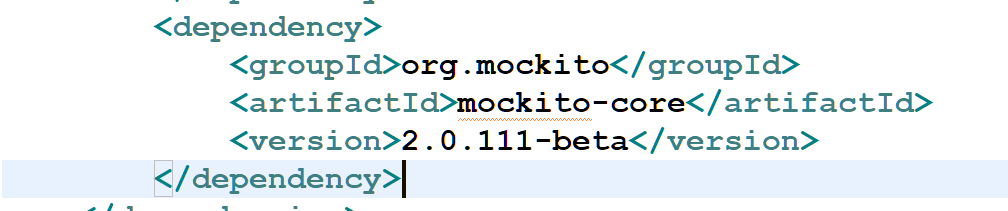 <dependency>
<groupId>org.mockito</groupId>
<artifactId>mockito-core</artifactId>
<version>2.0.111-beta</version>
</dependency>